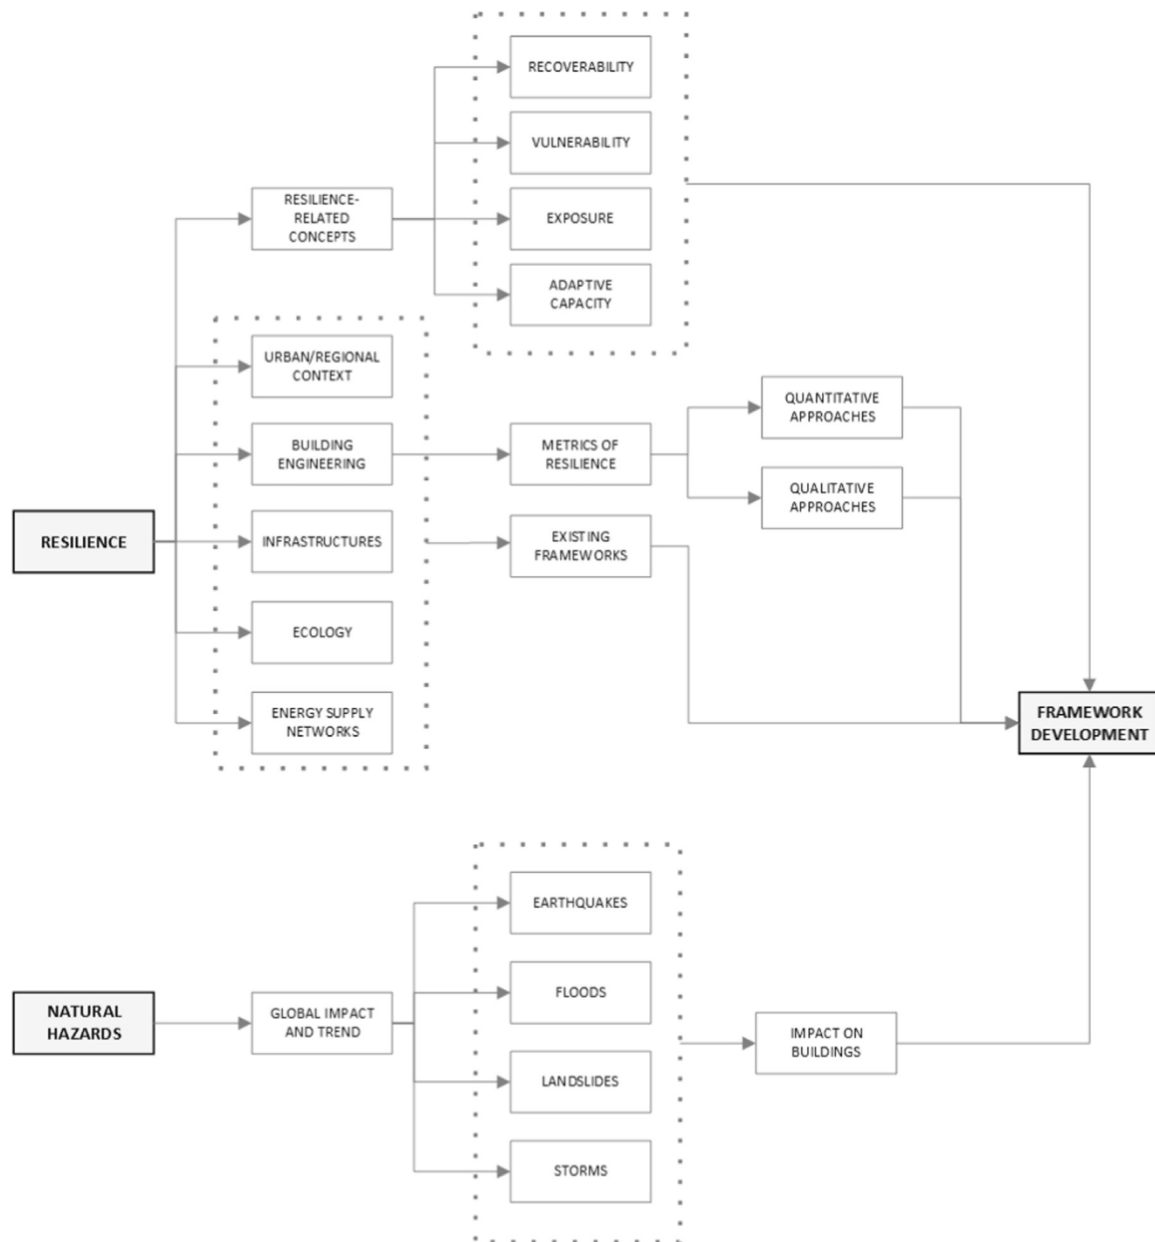 RECOVERABILITY
VULNERABILITY
RESILIENCE-
RELATED
CONCEPTS
EXPOSURE
ADAPTIVE
CAPACITY
URBAN/REGIONAL
CONTEXT
QUANTITATIVE
APPROACHES
BUILDING
ENGINEERING
METRICS OF
RESILIENCE
QUALITATIVE
APPROACHES
RESILIENCE
INFRASTRUCTURES
EXISTING
FRAMEWORKS
ECOLOGY
ENERGY SUPPLY
NETWORKS
FRAMEWORK
DEVELOPMENT
EARTHQUAKES
FLOODS
NATURAL
HAZARDS
GLOBAL IMPACT
AND TREND
IMPACT ON
BUILDINGS
LANDSLIDES
STORMS